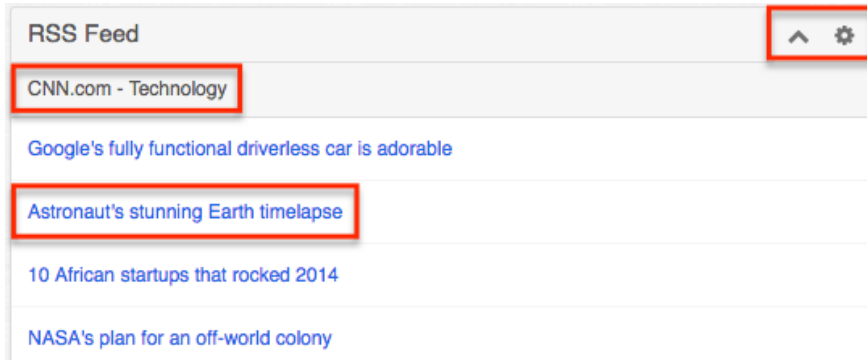 RSS Feed
CNN.com - Technology
Google's fully functional driverless car is adorable
Astronaut's stunning Earth timelapse
10 African startups that rocked 2014
NASA's plan for an off-world colony